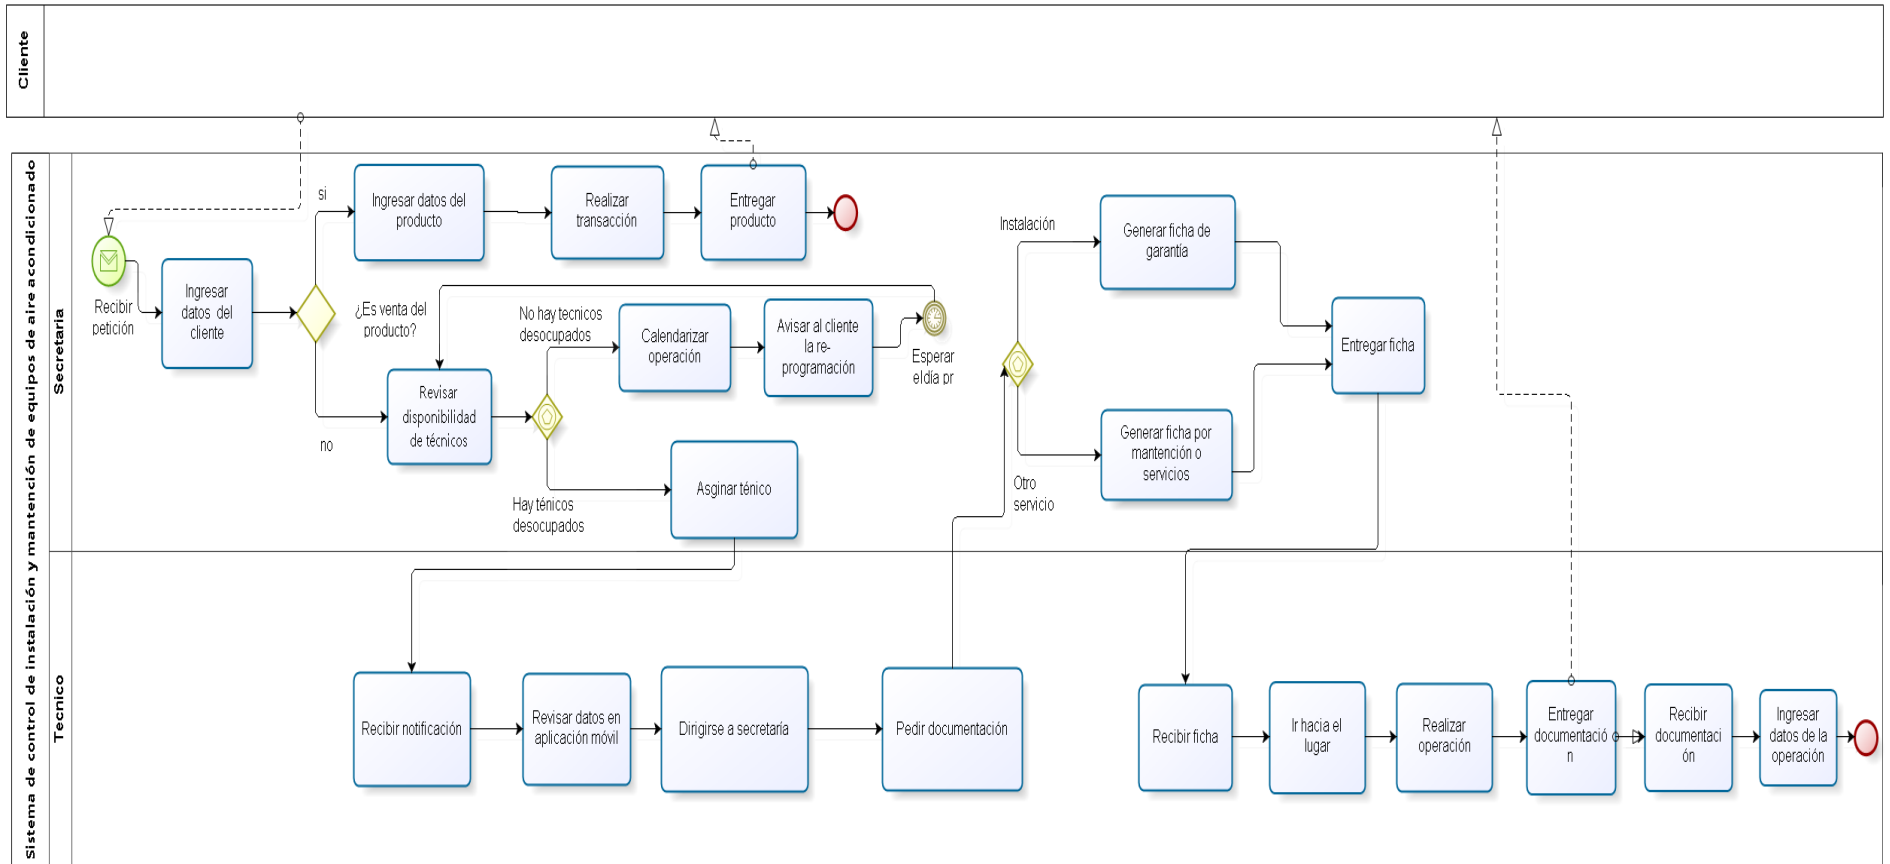 Cliente
Sistema de control de instalación y mantención de equipos de aire acondicionado
Secretaria
Recibir
petición
Ingresar
datos del
cliente
¿Es venta del
producto?
si
Ingresar datos del
producto
Realizar
transacción
Entregar
producto
no
Revisar
disponibilidad
de técnicos
No hay tecnicos
desocupados
Calendarizar
operación
Avisar al cliente
la re-
programación
Esperar
el día pr
Hay ténicos
desocupados
Asginar ténico
Instalación
Generar ficha de
garantía
Otro
servicio
Generar ficha por
mantención o
servicios
Entregar ficha
Tecnico
Recibir notificación
Revisar datos en
aplicación móvil
Dirigirse a secretaría
Pedir documentación
Recibir ficha
Ir hacia el
lugar
Realizar
operación
Entregar
documentació
n
Recibir
documentaci
ón
Ingresar
datos de la
operación